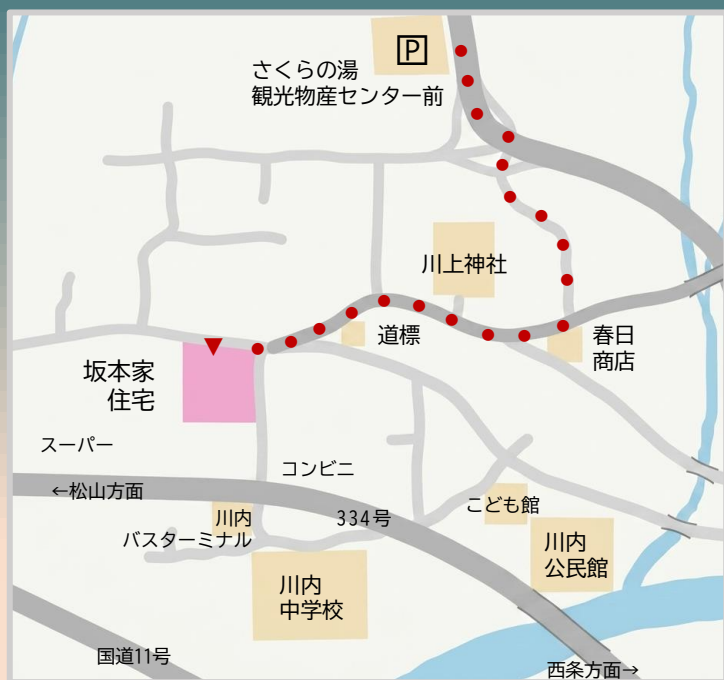 P
さくらの湯
観光物産センター前
川上神社
道標
春日
商店
坂本家
住宅
スーパー
コンビニ
←松山方面
川内
バスターミナル
334号
こども館
川内
公民館
川内
中学校
国道11号
西条方面→